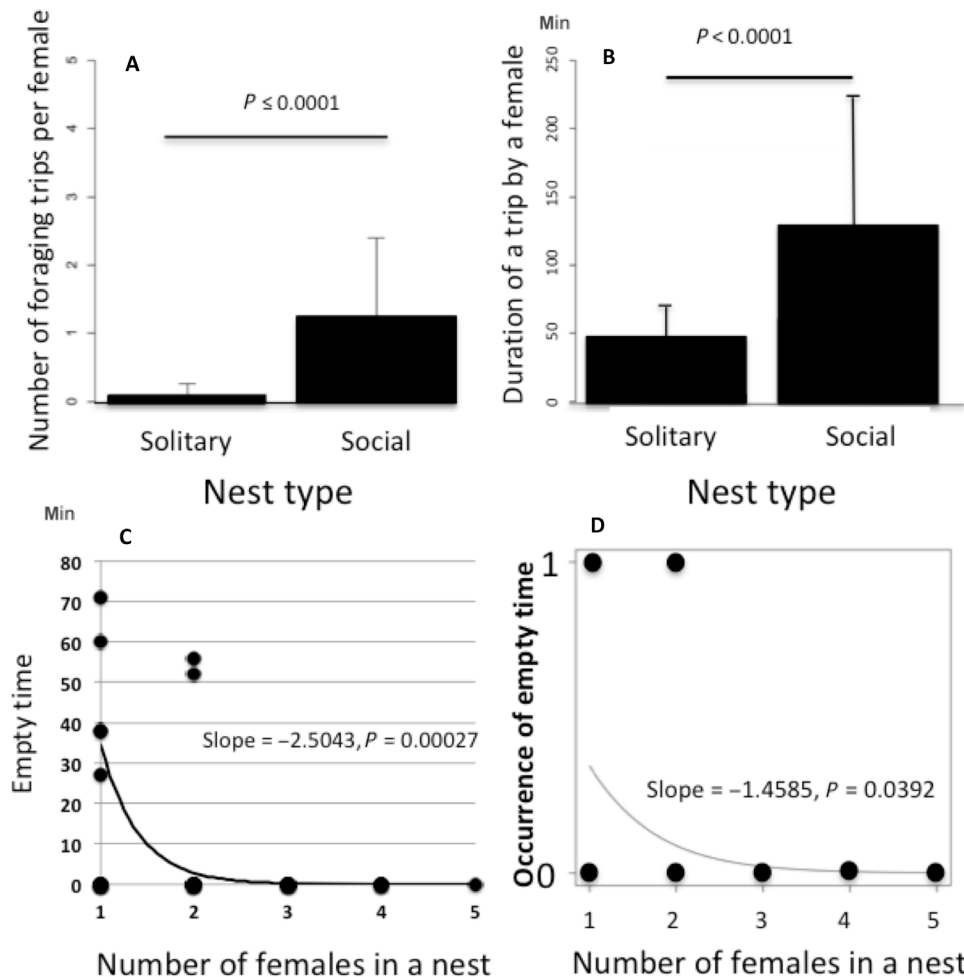 A
P ≤ 0.0001
Number of foraging trips per female
5
4
3
2
1
0
Solitary
Social
Nest type
Min
B
P < 0.0001
Duration of a trip by a female
250
200
150
100
50
0
Solitary
Social
Nest type
Min
C
Empty time
80
70
60
50
40
30
20
10
0
Slope = −2.5043, P = 0.00027
1 2 3 4 5
Number of females in a nest
D
Occurrence of empty time
1
0
Slope = −1.4585, P = 0.0392
1 2 3 4 5
Number of females in a nest